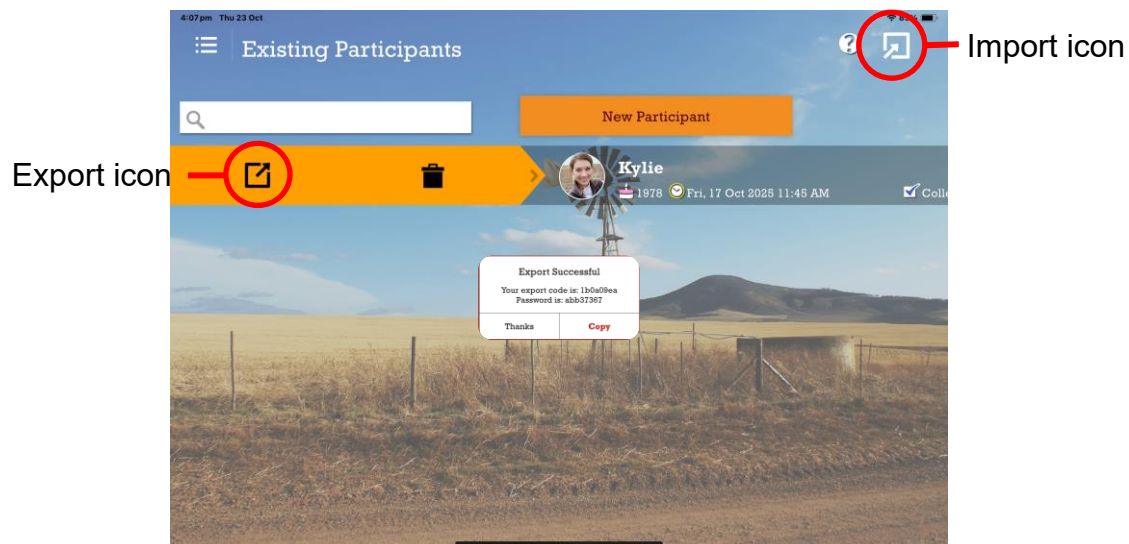 4:07pm Thu 23 Oct
Existing Participants
?
Import icon
New Participant
Export icon
Kylie
1978 Fri, 17 Oct 2025 11:45 AM
Colle
Export Successful
Your export code is: 1b0a09ea
Password is: abb37367
Thanks
Copy